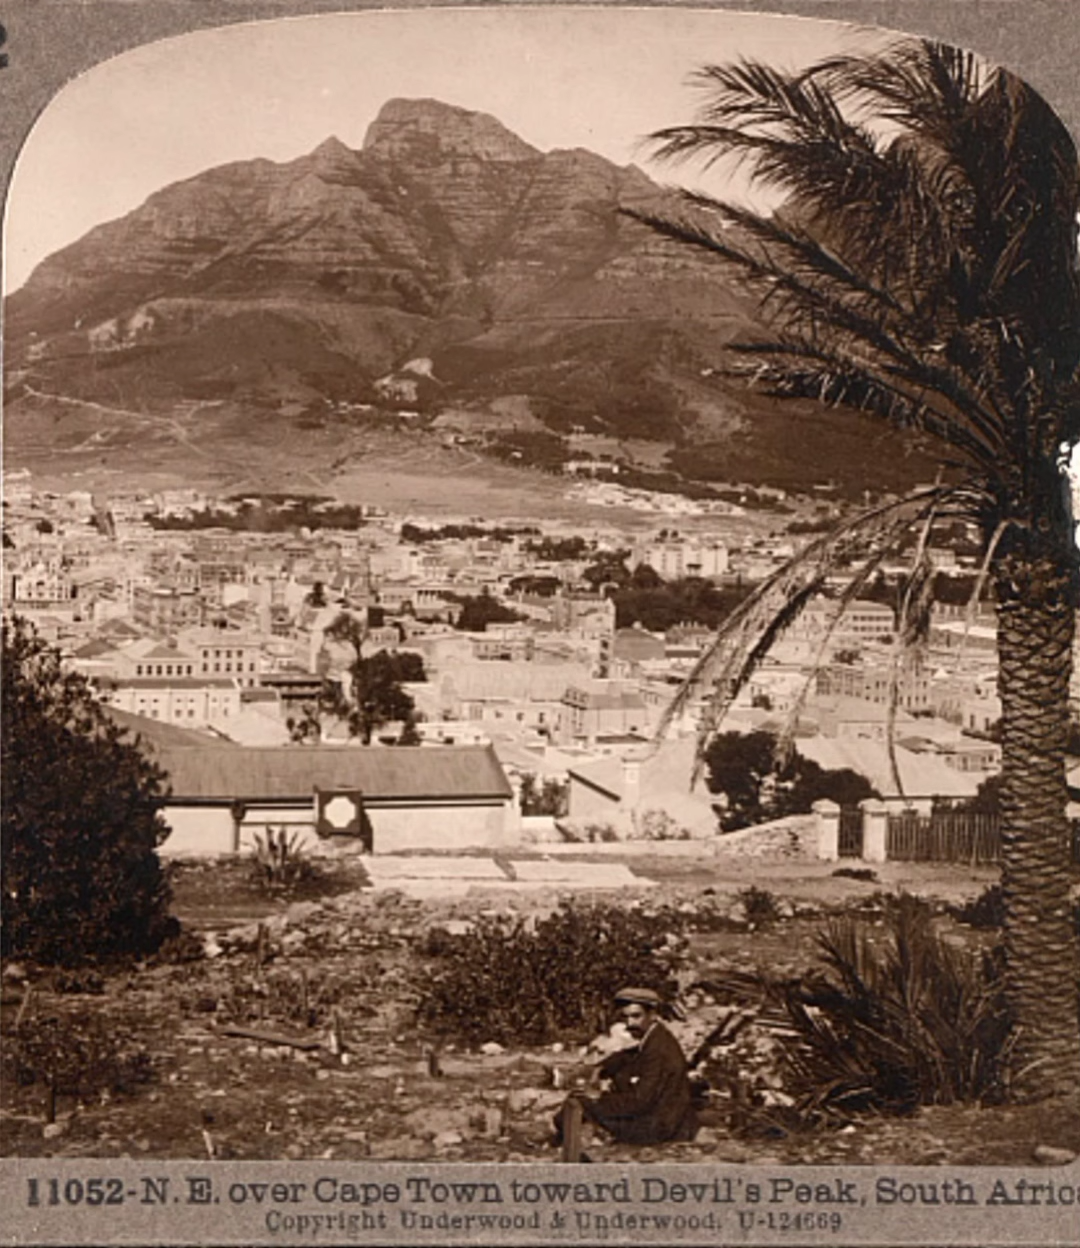 11052-N. E. over Cape Town toward Devil's Peak, South Afric
Copyright Underwood & Underwood. U-124669